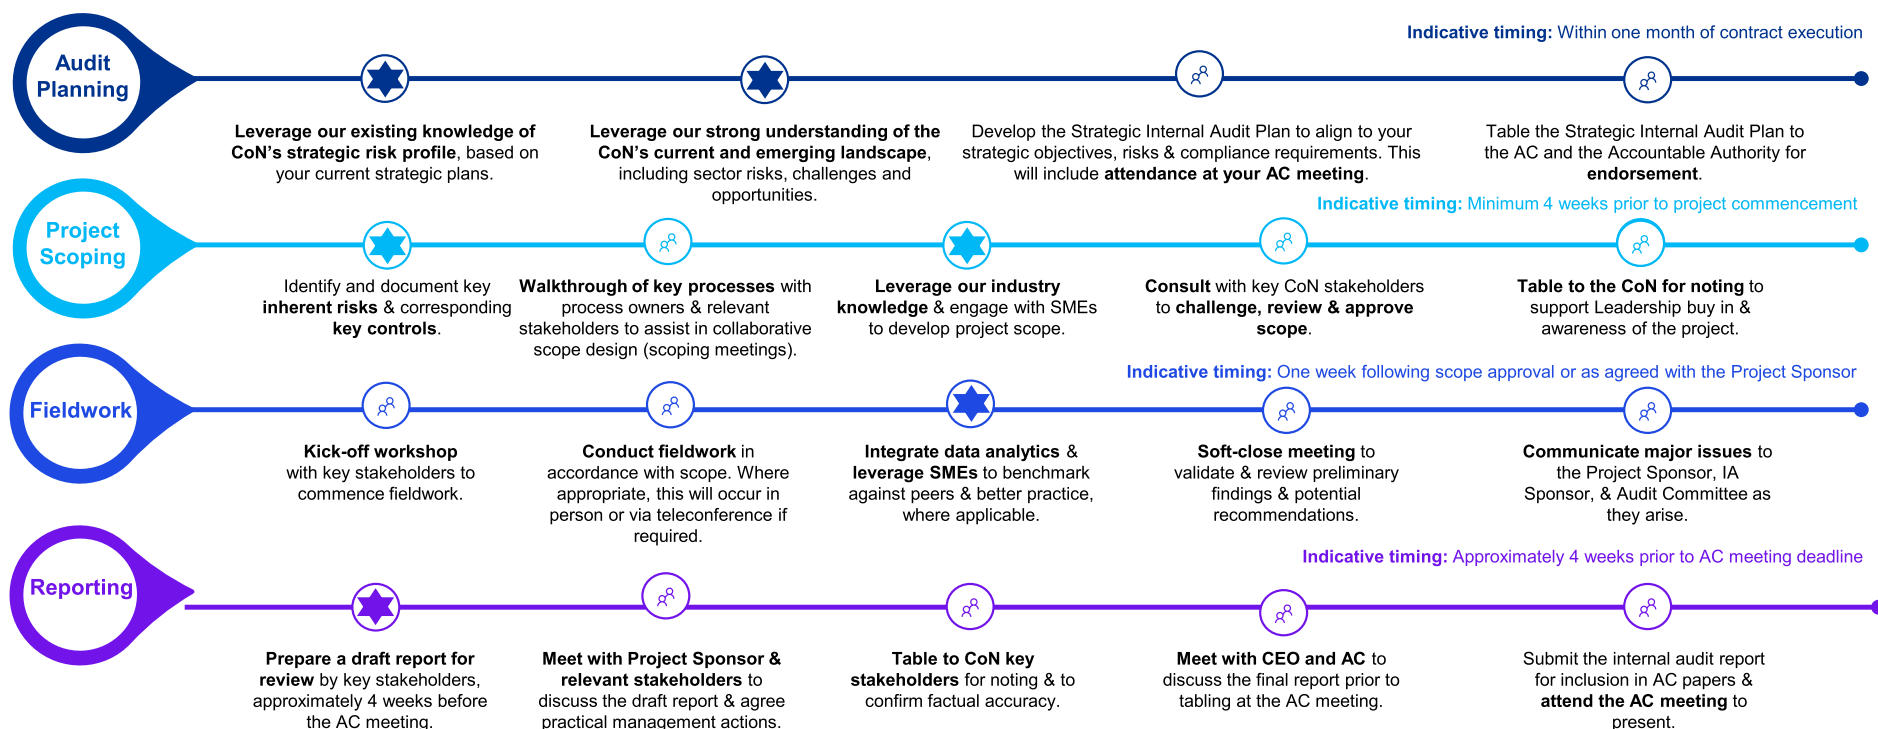 Audit
Planning
Indicative timing: Within one month of contract execution
Leverage our existing knowledge of
CoN’s strategic risk profile, based on
your current strategic plans.
Leverage our strong understanding of the
CoN’s current and emerging landscape,
including sector risks, challenges and
opportunities.
Develop the Strategic Internal Audit Plan to align to your
strategic objectives, risks & compliance requirements. This
will include attendance at your AC meeting.
Table the Strategic Internal Audit Plan to
the AC and the Accountable Authority for
endorsement.
Project
Scoping
Indicative timing: Minimum 4 weeks prior to project commencement
Identify and document key
inherent risks & corresponding
key controls.
Walkthrough of key processes with
process owners & relevant
stakeholders to assist in collaborative
scope design (scoping meetings).
Leverage our industry
knowledge & engage with SMEs
to develop project scope.
Consult with key CoN stakeholders
to challenge, review & approve
scope.
Table to the CoN for noting to
support Leadership buy in &
awareness of the project.
Fieldwork
Indicative timing: One week following scope approval or as agreed with the Project Sponsor
Kick-off workshop
with key stakeholders to
commence fieldwork.
Conduct fieldwork in
accordance with scope. Where
appropriate, this will occur in
person or via teleconference if
required.
Integrate data analytics &
leverage SMEs to benchmark
against peers & better practice,
where applicable.
Soft-close meeting to
validate & review preliminary
findings & potential
recommendations.
Communicate major issues to
the Project Sponsor, IA
Sponsor, & Audit Committee as
they arise.
Reporting
Indicative timing: Approximately 4 weeks prior to AC meeting deadline
Prepare a draft report for
review by key stakeholders,
approximately 4 weeks before
the AC meeting.
Meet with Project Sponsor &
relevant stakeholders to
discuss the draft report & agree
practical management actions.
Table to CoN key
stakeholders for noting & to
confirm factual accuracy.
Meet with CEO and AC to
discuss the final report prior to
tabling at the AC meeting.
Submit the internal audit report
for inclusion in AC papers &
attend the AC meeting to
present.